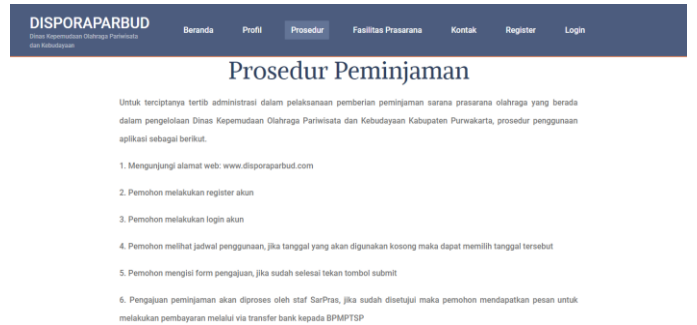 DISPORAPARBUD
Dinas Kepemudaan Olahraga Pariwisata
dan Kebudayaan
Beranda Profil Prosedur Fasilitas Prasarana Kontak Register Login
Prosedur Peminjaman
Untuk terciptanya tertib administrasi dalam pelaksanaan pemberian peminjaman sarana prasarana olahraga yang berada
dalam pengelolaan Dinas Kepemudaan Olahraga Pariwisata dan Kebudayaan Kabupaten Purwakarta, prosedur penggunaan
aplikasi sebagai berikut.
1. Mengunjungi alamat web: www.disporaparbud.com
2. Pemohon melakukan register akun
3. Pemohon melakukan login akun
4. Pemohon melihat jadwal penggunaan, jika tanggal yang akan digunakan kosong maka dapat memilih tanggal tersebut
5. Pemohon mengisi form pengajuan, jika sudah selesai tekan tombol submit
6. Pengajuan peminjaman akan diproses oleh staf SarPras, jika sudah disetujui maka pemohon mendapatkan pesan untuk
melakukan pembayaran melalui via transfer bank kepada BPMPTSP